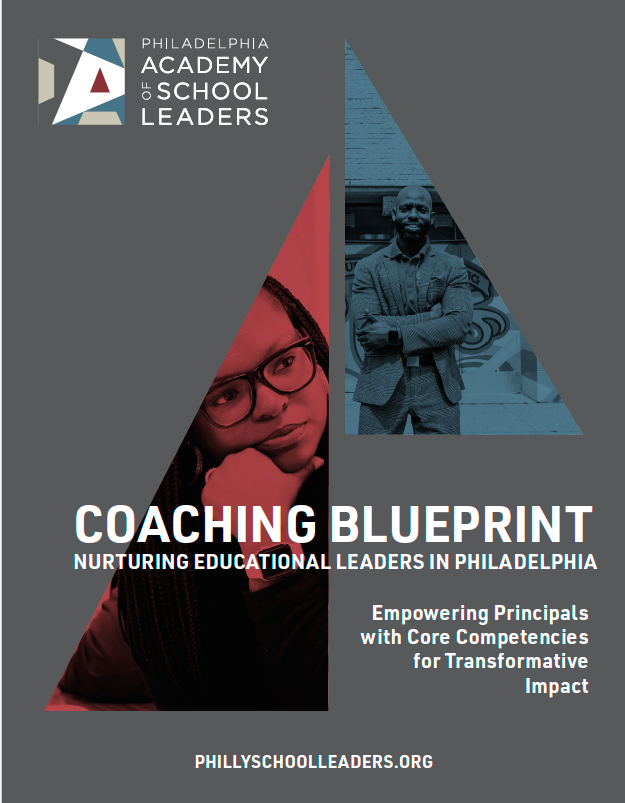 PHILADELPHIA
ACADEMY
OF SCHOOL
LEADERS
COACHING BLUEPRINT
NURTURING EDUCATIONAL LEADERS IN PHILADELPHIA
Empowering Principals
with Core Competencies
for Transformative
Impact
PHILLYSCHOOLLEADERS.ORG